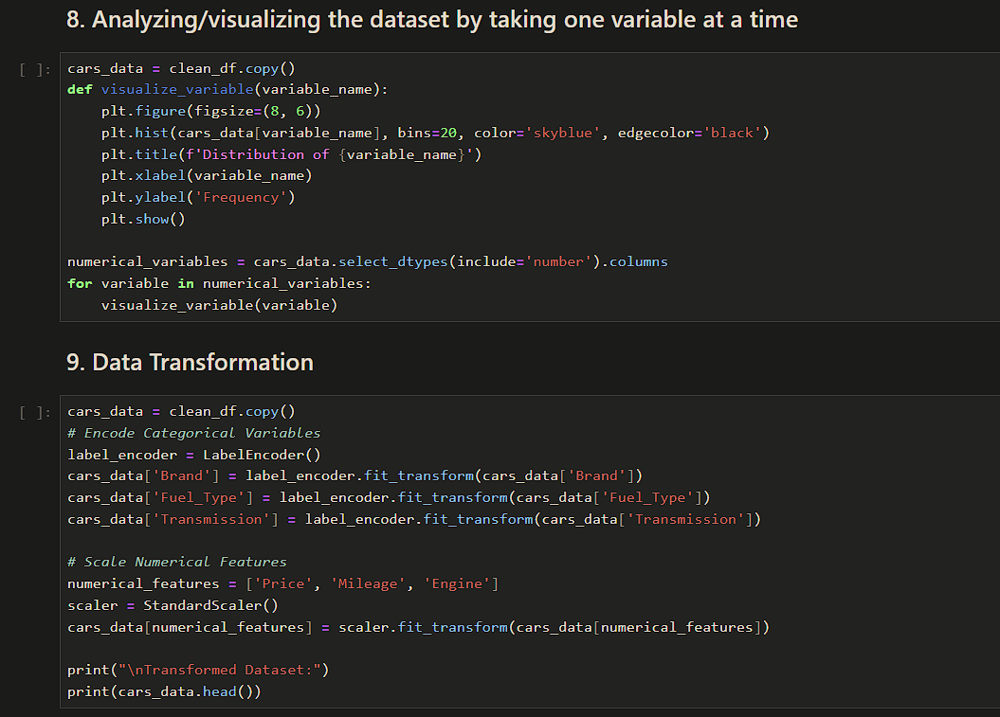 8. Analyzing/visualizing the dataset by taking one variable at a time
[ ]:
cars_data = clean_df.copy()
def visualize_variable(variable_name):
    plt.figure(figsize=(8, 6))
    plt.hist(cars_data[variable_name], bins=20, color='skyblue', edgecolor='black')
    plt.title(f'Distribution of {variable_name}')
    plt.xlabel(variable_name)
    plt.ylabel('Frequency')
    plt.show()

numerical_variables = cars_data.select_dtypes(include='number').columns
for variable in numerical_variables:
    visualize_variable(variable)
9. Data Transformation
[ ]:
cars_data = clean_df.copy()
# Encode Categorical Variables
label_encoder = LabelEncoder()
cars_data['Brand'] = label_encoder.fit_transform(cars_data['Brand'])
cars_data['Fuel_Type'] = label_encoder.fit_transform(cars_data['Fuel_Type'])
cars_data['Transmission'] = label_encoder.fit_transform(cars_data['Transmission'])

# Scale Numerical Features
numerical_features = ['Price', 'Mileage', 'Engine']
scaler = StandardScaler()
cars_data[numerical_features] = scaler.fit_transform(cars_data[numerical_features])

print("\nTransformed Dataset:")
print(cars_data.head())